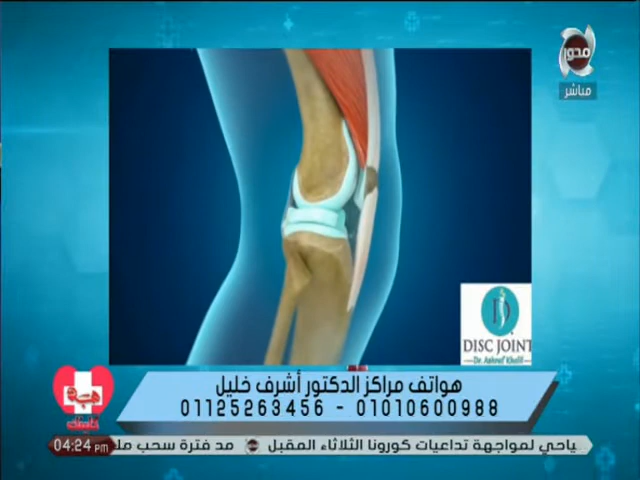 محور
مباشر
DISC JOINT
Dr. Ashraf Khalil
هواتف مراكز الدكتور أشرف خليل
01125263456 - 01010600988
04:24 pm
ياحي لمواجهة تداعيات كورونا الثلاثاء المقبل
مد فترة سحب مل